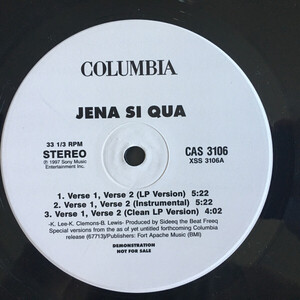 COLUMBIA
JENA SI QUA
33 1/3 RPM
STEREO
℗ 1997 Sony Music
Entertainment Inc.
CAS 3106
XSS 3106A
1. Verse 1, Verse 2 (LP Version) 5:22
2. Verse 1, Verse 2 (Instrumental) 5:22
3. Verse 1, Verse 2 (Clean LP Version) 4:02
-K. Lee-K. Clemons-B. Lewis- Produced by Sideeq the Beat Freeq
Special versions from the as of yet untitled forthcoming Columbia
release (67713)/Publishers: Fort Apache Music (BMI)
DEMONSTRATION
NOT FOR SALE